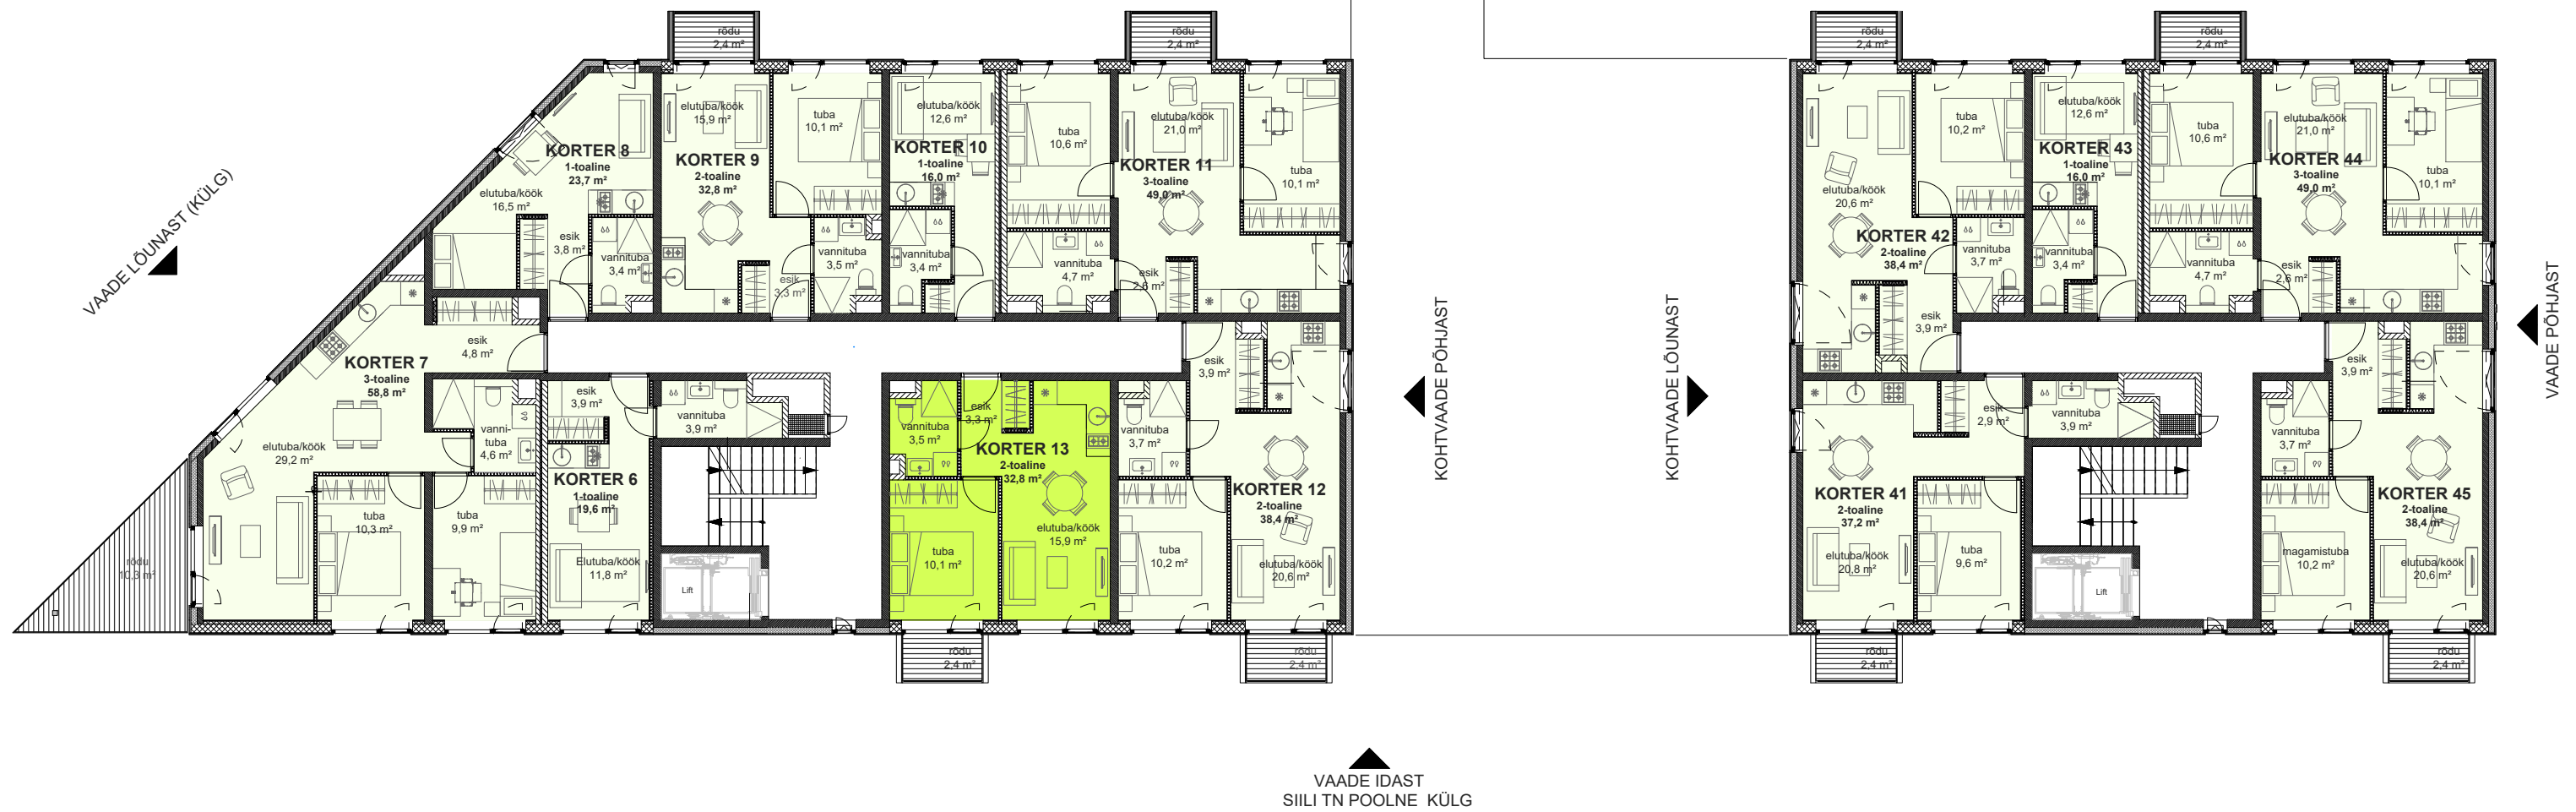 rõdu
2,4 m²
rõdu
2,4 m²
rõdu
2,4 m²
rõdu
2,4 m²
VAADE LÕUNAST (KÜLG)
KORTER 8
1-toaline
23,7 m²
elutuba/köök
16,5 m²
esik
3,8 m²
vannituba
3,4 m²
elutuba/köök
15,9 m²
KORTER 9
2-toaline
32,8 m²
tuba
10,1 m²
esik
3,3 m²
vannituba
3,5 m²
elutuba/köök
12,6 m²
KORTER 10
1-toaline
16,0 m²
vannituba
3,4 m²
tuba
10,6 m²
vannituba
4,7 m²
elutuba/köök
21,0 m²
KORTER 11
3-toaline
49,0 m²
esik
2,6 m²
tuba
10,1 m²
KORTER 7
3-toaline
58,8 m²
esik
4,8 m²
elutuba/köök
29,2 m²
vanni-
tuba
4,6 m²
tuba
10,3 m²
tuba
9,9 m²
rõdu
10,3 m²
esik
3,9 m²
KORTER 6
1-toaline
19,6 m²
Elutuba/köök
11,8 m²
vannituba
3,9 m²
Lift
vannituba
3,5 m²
esik
3,3 m²
KORTER 13
2-toaline
32,8 m²
tuba
10,1 m²
elutuba/köök
15,9 m²
rõdu
2,4 m²
vannituba
3,7 m²
esik
3,9 m²
KORTER 12
2-toaline
38,4 m²
tuba
10,2 m²
elutuba/köök
20,6 m²
rõdu
2,4 m²
KOHTVAADE PÕHJAST
KOHTVAADE LÕUNAST
elutuba/köök
20,6 m²
KORTER 42
2-toaline
38,4 m²
tuba
10,2 m²
vannituba
3,7 m²
esik
3,9 m²
elutuba/köök
12,6 m²
KORTER 43
1-toaline
16,0 m²
vannituba
3,4 m²
tuba
10,6 m²
vannituba
4,7 m²
elutuba/köök
21,0 m²
KORTER 44
3-toaline
49,0 m²
esik
2,6 m²
tuba
10,1 m²
esik
2,9 m²
KORTER 41
2-toaline
37,2 m²
elutuba/köök
20,8 m²
tuba
9,6 m²
rõdu
2,4 m²
vannituba
3,9 m²
Lift
vannituba
3,7 m²
esik
3,9 m²
KORTER 45
2-toaline
38,4 m²
magamistuba
10,2 m²
elutuba/köök
20,6 m²
rõdu
2,4 m²
VAADE PÕHJAST
VAADE IDAST
SIILI TN POOLNE KÜLG